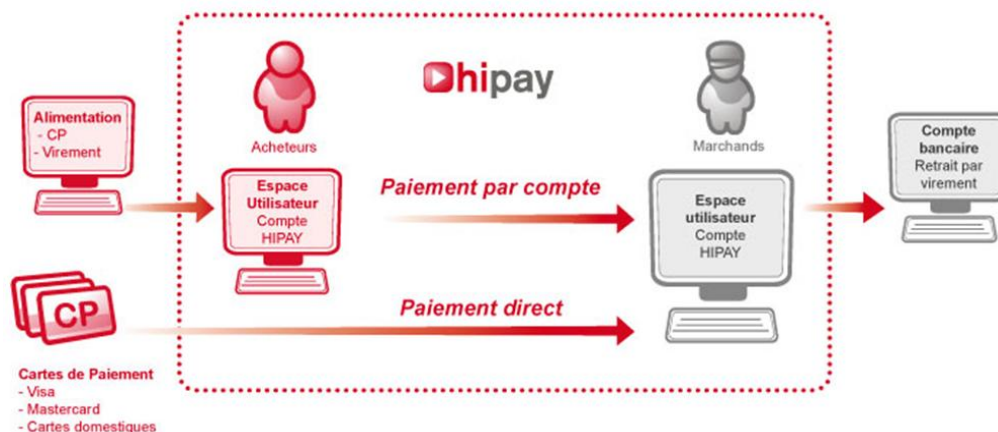 hipay
Alimentation
- CP
- Virement
Acheteurs
Marchands
Compte
bancaire
Retrait par
virement
Espace
Utilisateur
Compte
HIPAY
Paiement par compte
Espace
utilisateur
Compte
HIPAY
CP
Paiement direct
Cartes de Paiement
- Visa
- Mastercard
- Cartes domestiques